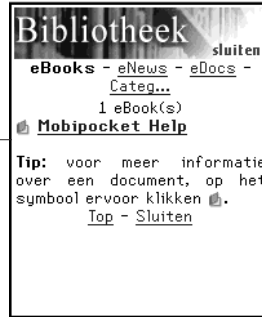 Bibliotheek
sluiten
eBooks - eNews - eDocs -
Categ...
1 eBook(s)
Mobipocket Help
Tip: voor meer informatie
over een document, op het
symbool ervoor klikken .
Top - Sluiten